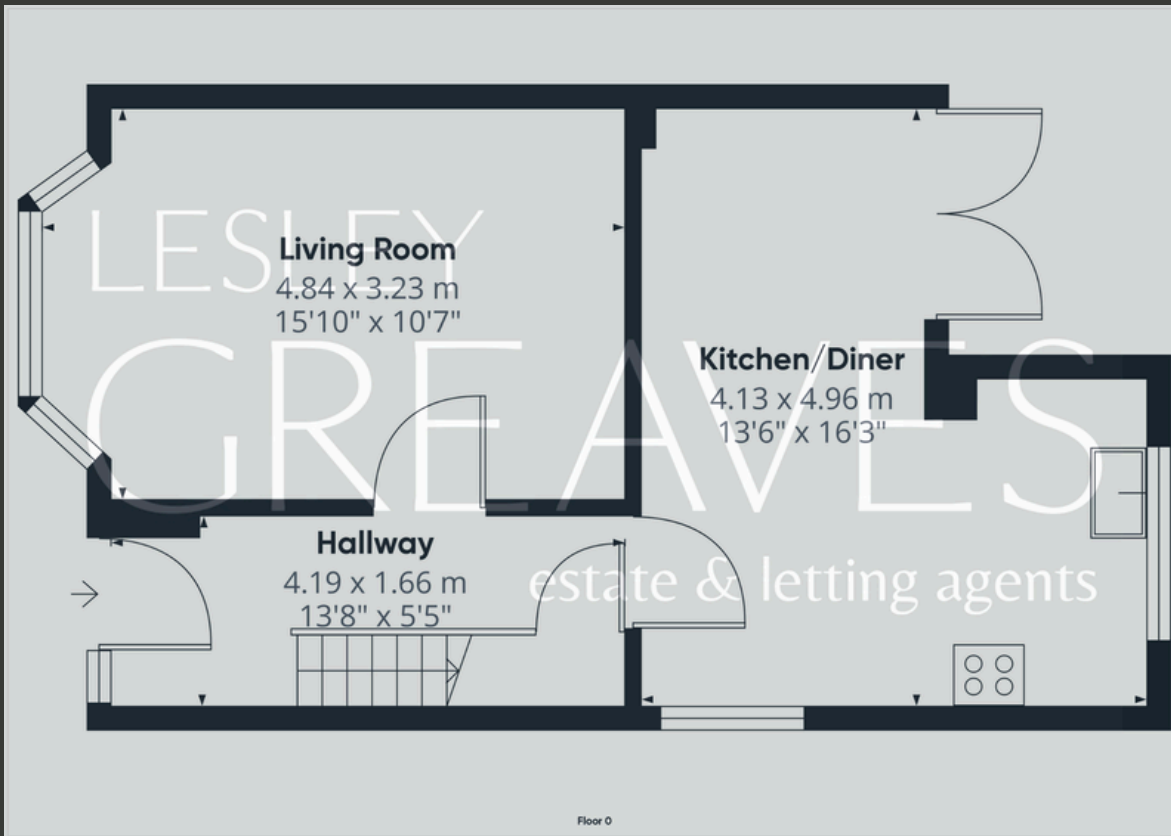 LESLEY
GREAVES
estate & letting agents
Living Room
4.84 x 3.23 m
15'10" x 10'7"
Kitchen/Diner
4.13 x 4.96 m
13'6" x 16'3"
Hallway
4.19 x 1.66 m
13'8" x 5'5"
Floor 0